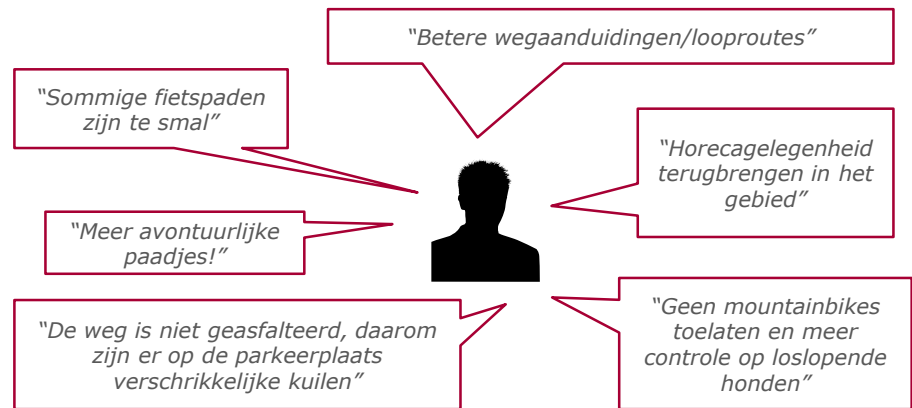 “Betere wegaanduidingen/looproutes”
“Sommige fietspaden
zijn te smal”
“Horecagelegenheid
terugbrengen in het
gebied”
“Meer avontuurlijke
paadjes!”
“De weg is niet geasfalteerd, daarom
zijn er op de parkeerplaats
verschrikkelijke kuilen”
“Geen mountainbikes
toelaten en meer
controle op loslopende
honden”